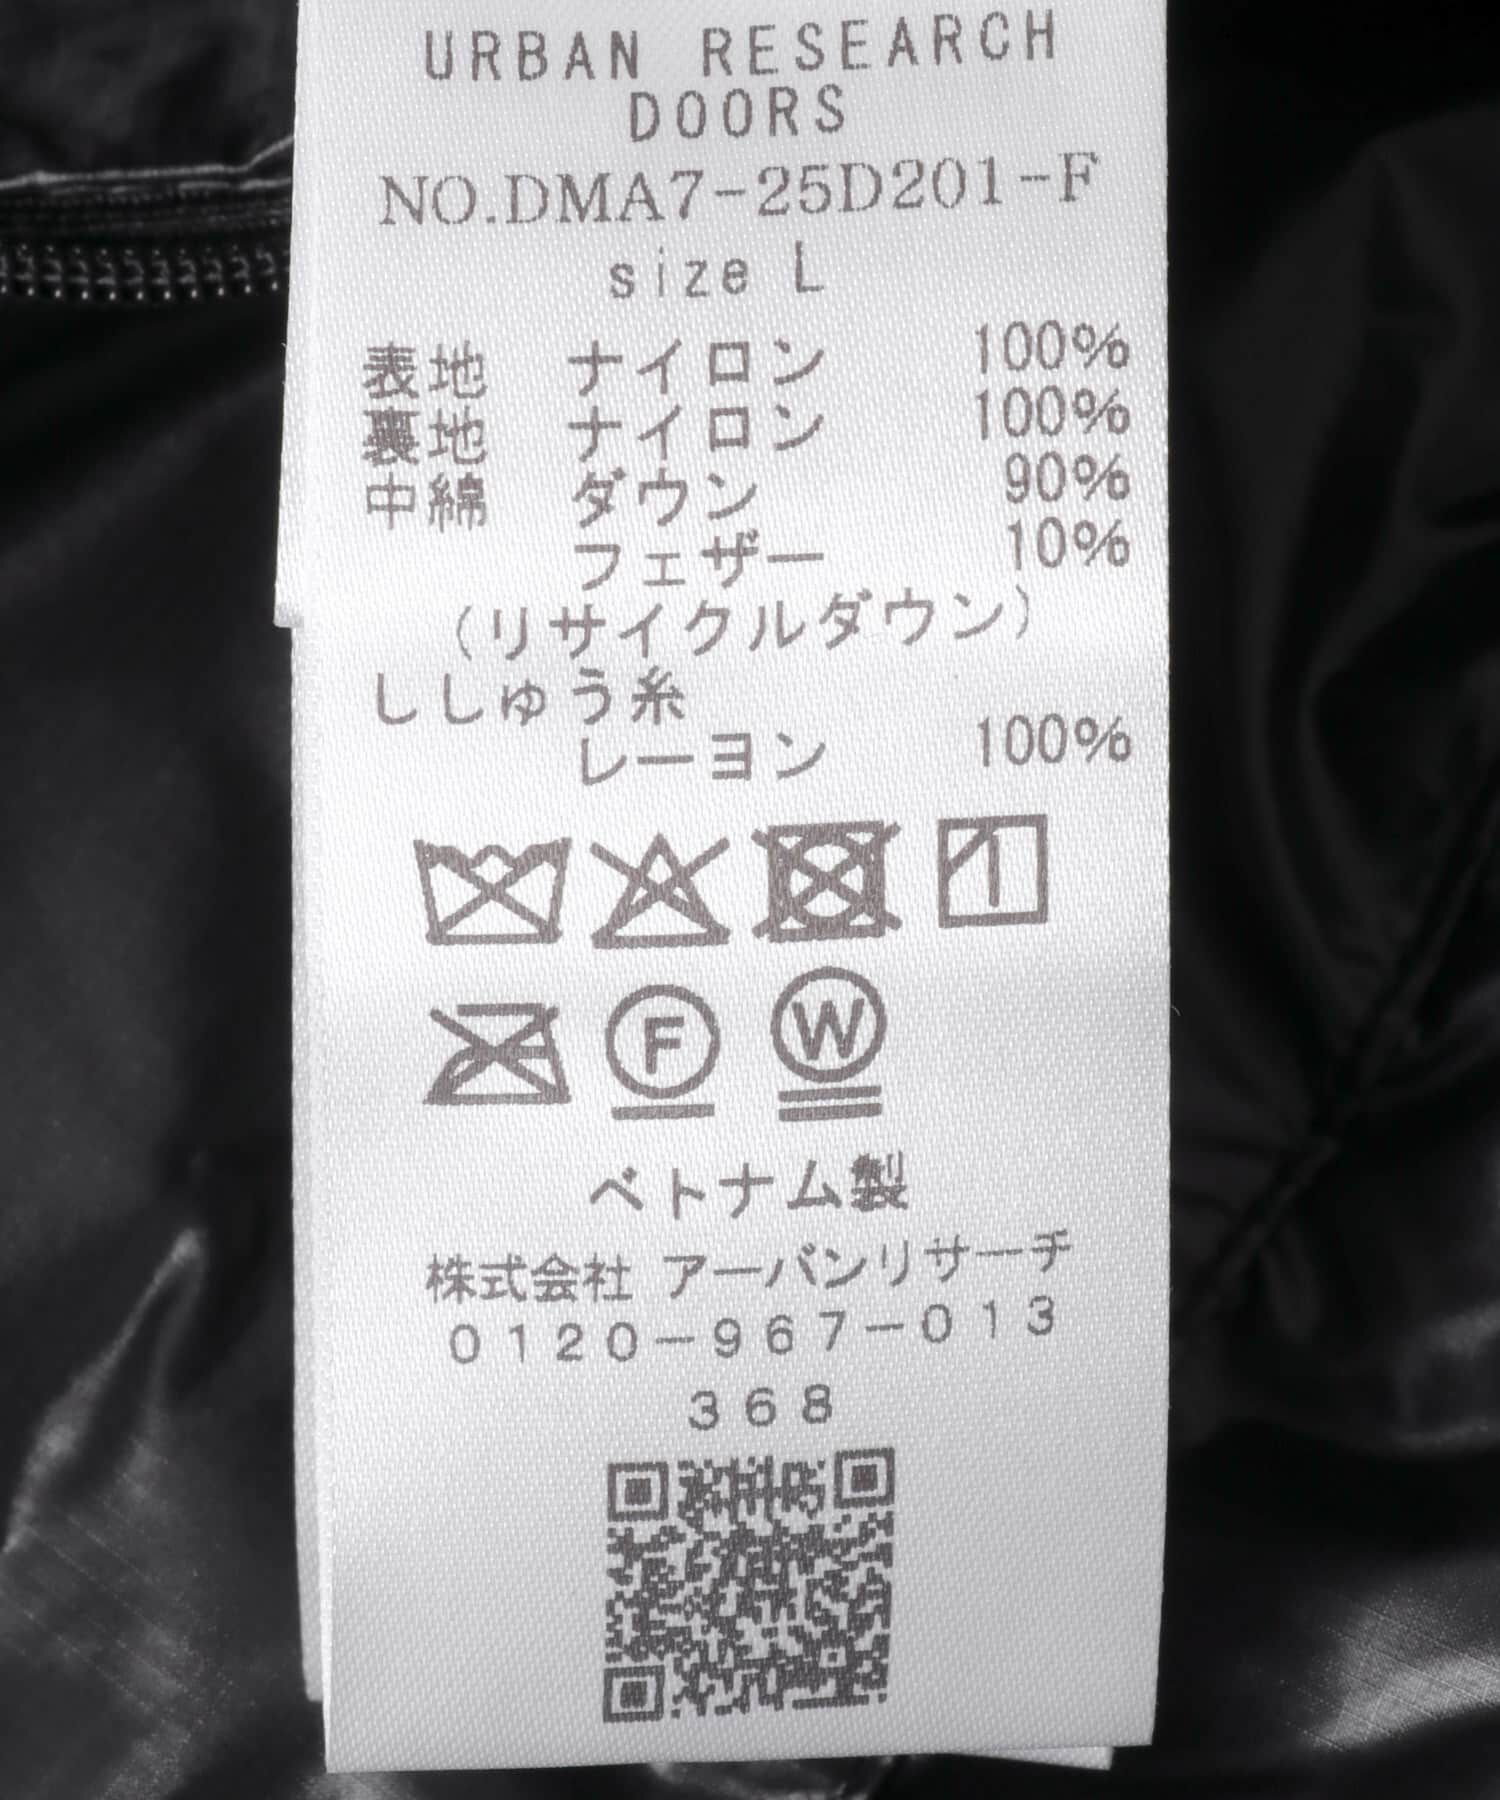 URBAN RESEARCH
DOORS
NO.DMA7-25D201-F
size L
表地 ナイロン 100%
裏地 ナイロン 100%
中綿 ダウン 90%
フェザー 10%
(リサイクルダウン)
ししゅう糸
レーヨン 100%
F W
ベトナム製
株式会社 アーバンリサーチ
0120-967-013
368